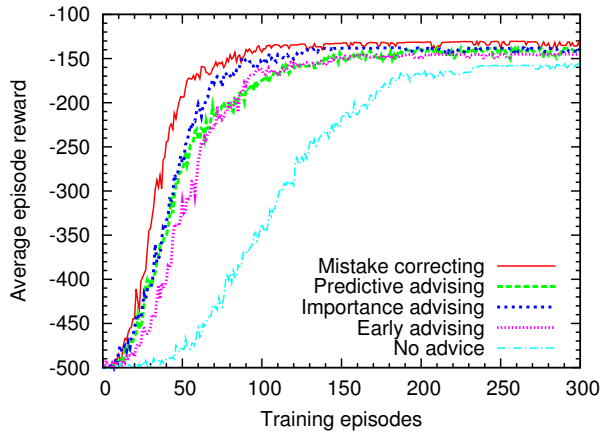 -100
-150
-200
-250
-300
-350
-400
-450
-500
Average episode reward
Mistake correcting
Predictive advising
Importance advising
Early advising
No advice
0 50 100 150 200 250 300
Training episodes